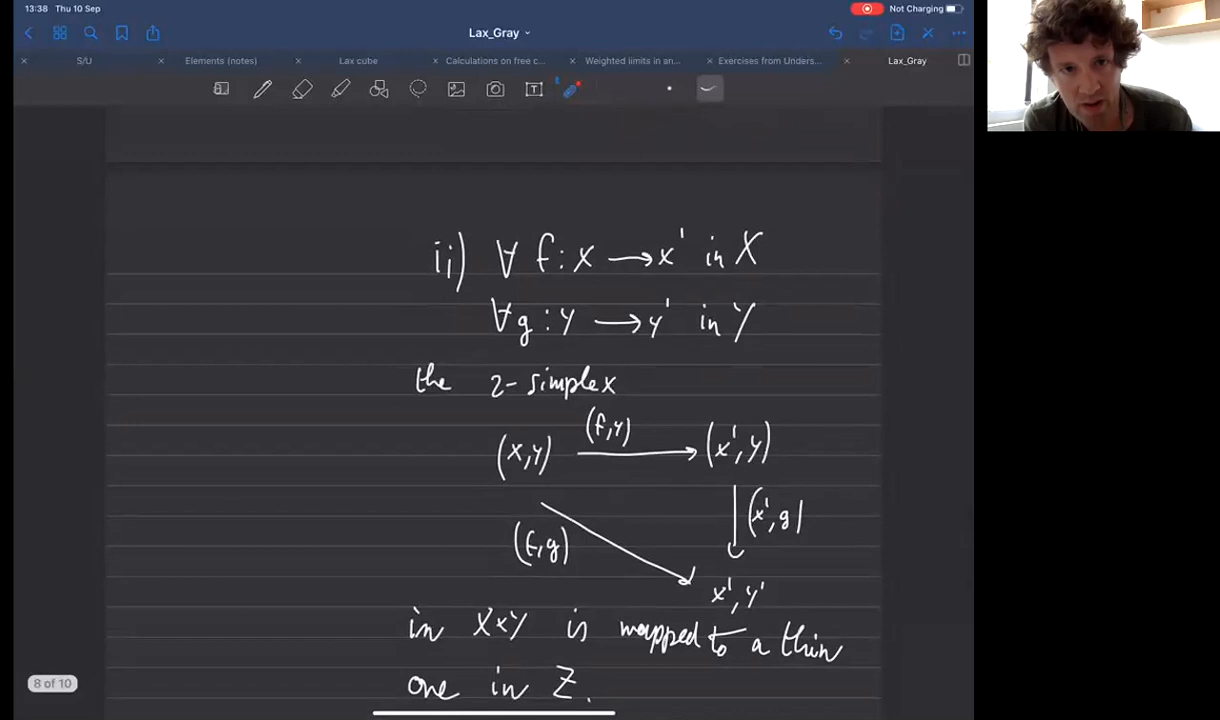 13:38 Thu 10 Sep
Not Charging
Lax_Gray
S/U
Elements (notes)
Lax cube
Calculations on free c...
Weighted limits in an...
Exercises from Unders...
Lax_Gray
ii) ∀ f: x → x' in X
∀ g : y → y' in Y
the 2-simplex
(f,y)
(x,y) → (x',y)
(x',g)
(f,g)
x', y'
in X×Y is mapped to a thin
one in Z.
8 of 10